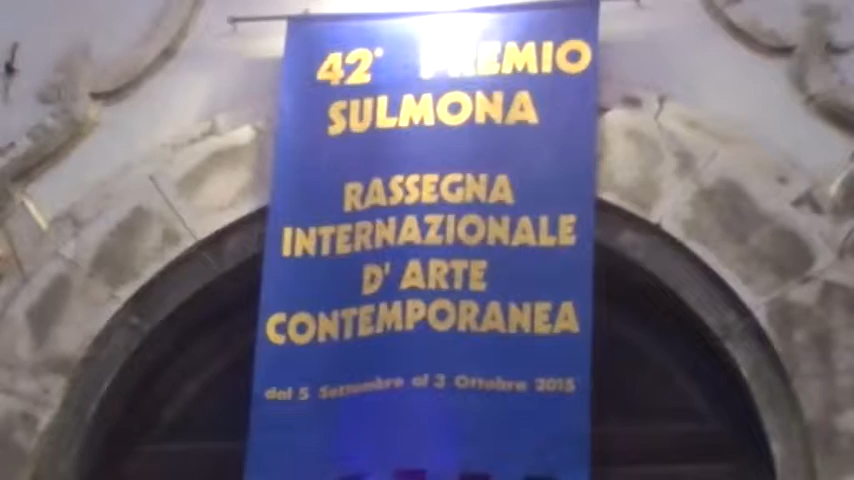 42° PREMIO
SULMONA
RASSEGNA
INTERNAZIONALE
D' ARTE
CONTEMPORANEA
dal 5 Settembre al 3 Ottobre 2015